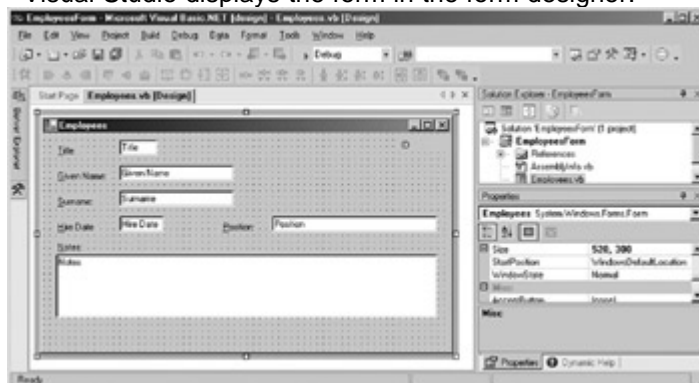 Visual Studio displays the form in the form designer.
EmployeesForm - Microsoft Visual Basic.NET [design] - Employees.vb [Design]
File Edit View Project Build Debug Data Format Tools Window Help
Debug
Start Page Employees.vb [Design]
Solution Explorer - EmployeesForm
Server Explorer
Employees
Title
Title
Given Name:
Given Name
Surname:
Surname
Hire Date
Hire Date
Position:
Position
Notes:
Notes
Solution 'EmployeesForm' (1 project)
EmployeesForm
References
AssemblyInfo.vb
Employees.vb
Properties
Employees System.Windows.Forms.Form
Size 520, 300
StartPosition WindowsDefaultLocation
WindowState Normal
Misc
AcceptButton (none)
Misc
Properties Dynamic Help
Ready